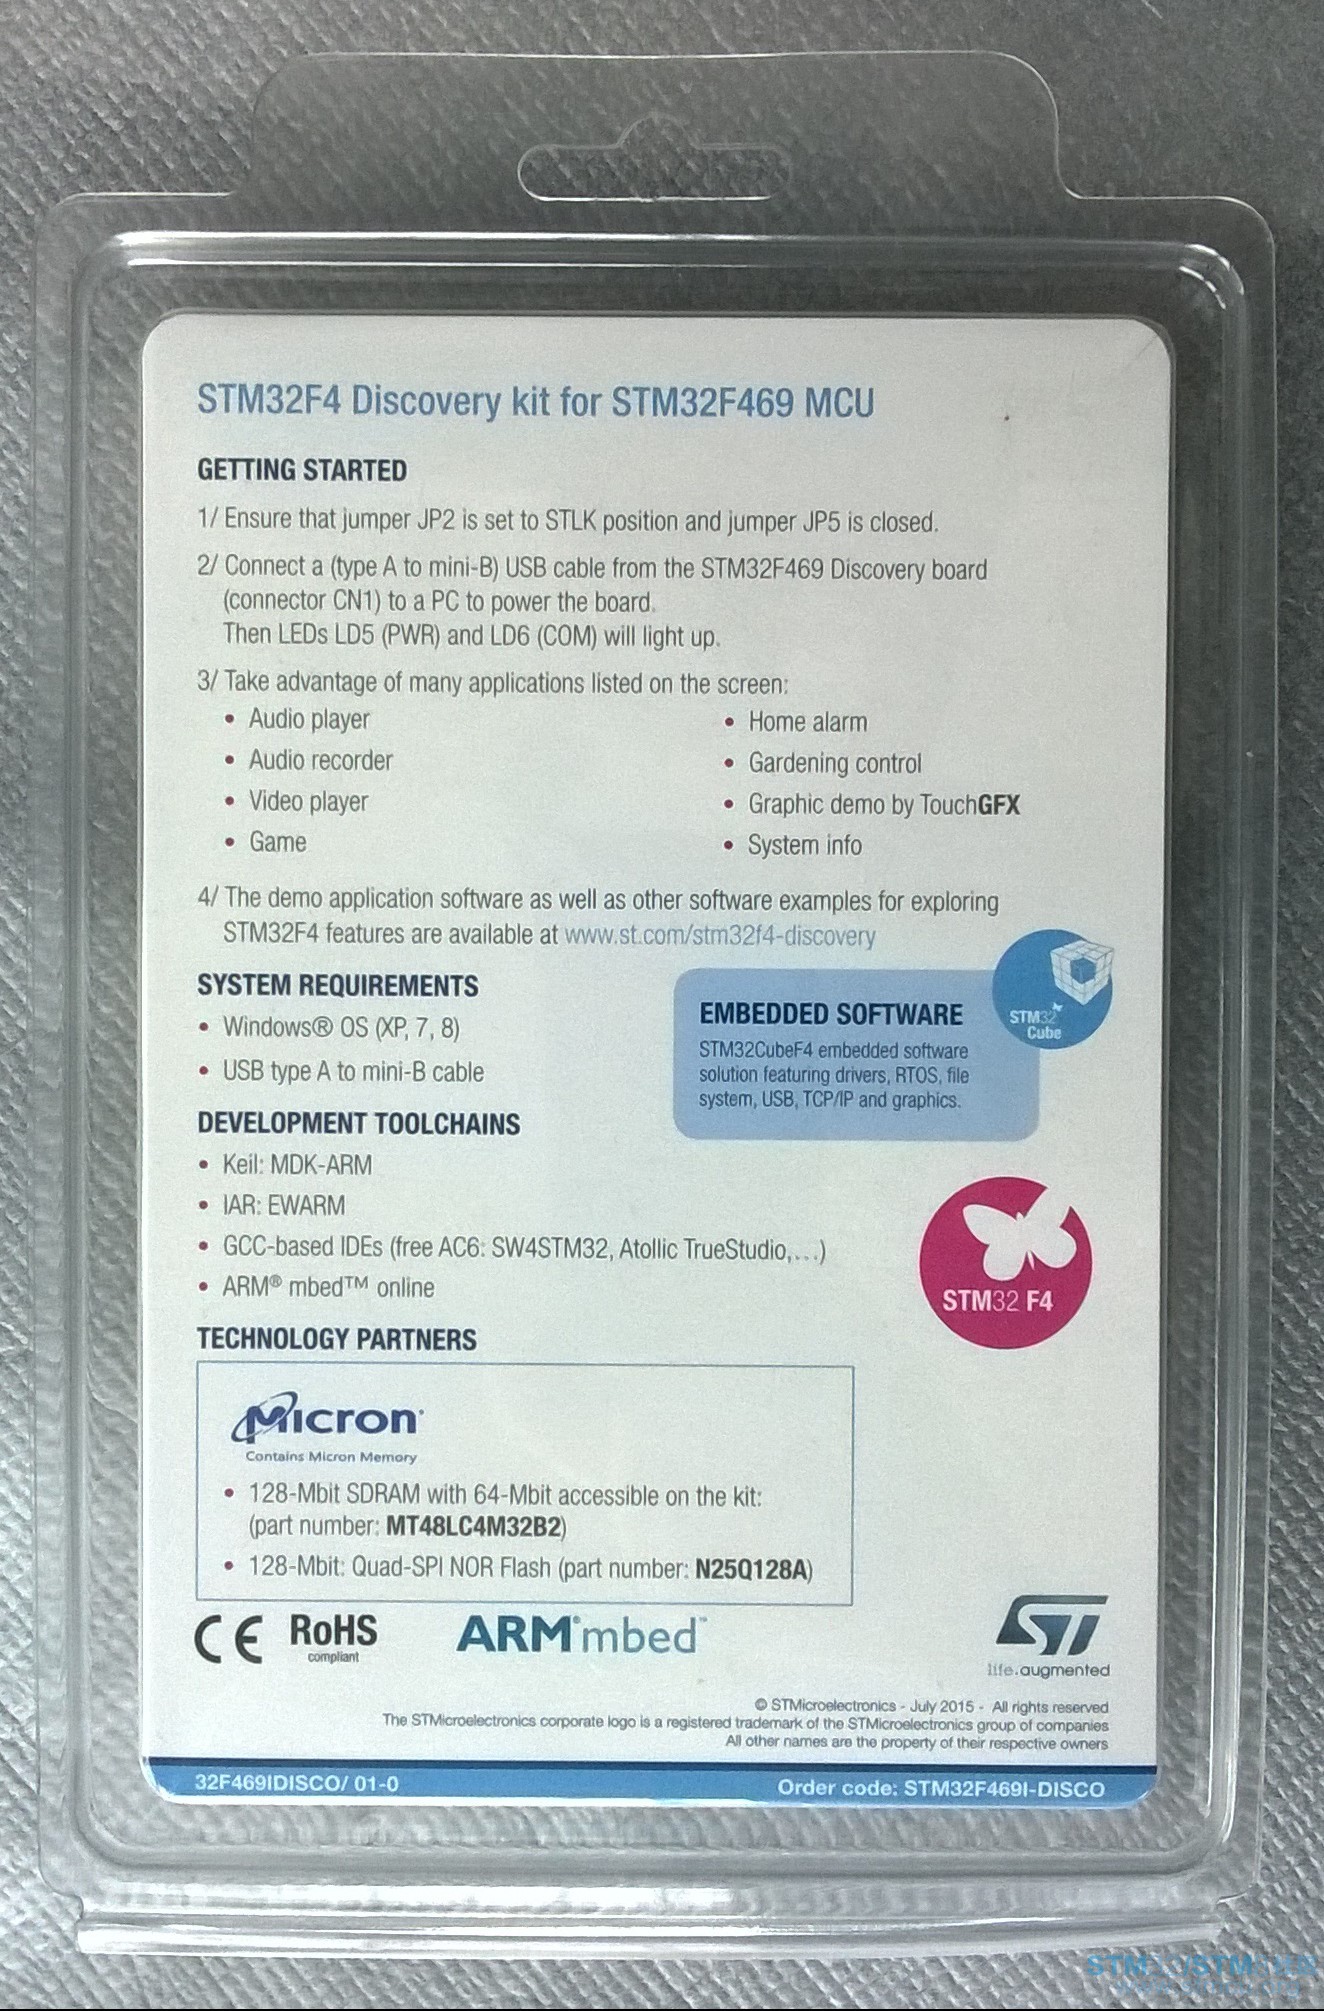 STM32F4 Discovery kit for STM32F469 MCU
GETTING STARTED
1/ Ensure that jumper JP2 is set to STLK position and jumper JP5 is closed.
2/ Connect a (type A to mini-B) USB cable from the STM32F469 Discovery board
(connector CN1) to a PC to power the board.
Then LEDs LD5 (PWR) and LD6 (COM) will light up.
3/ Take advantage of many applications listed on the screen:
• Audio player
• Audio recorder
• Video player
• Game
• Home alarm
• Gardening control
• Graphic demo by TouchGFX
• System info
4/ The demo application software as well as other software examples for exploring
STM32F4 features are available at www.st.com/stm32f4-discovery
SYSTEM REQUIREMENTS
• Windows® OS (XP, 7, 8)
• USB type A to mini-B cable
EMBEDDED SOFTWARE
STM32CubeF4 embedded software
solution featuring drivers, RTOS, file
system, USB, TCP/IP and graphics.
STM32
Cube
DEVELOPMENT TOOLCHAINS
• Keil: MDK-ARM
• IAR: EWARM
• GCC-based IDEs (free AC6: SW4STM32, Atollic TrueStudio,...)
• ARM® mbed™ online
STM32 F4
TECHNOLOGY PARTNERS
Micron
Contains Micron Memory
• 128-Mbit SDRAM with 64-Mbit accessible on the kit:
(part number: MT48LC4M32B2)
• 128-Mbit: Quad-SPI NOR Flash (part number: N25Q128A)
CE RoHS
compliant
ARM® mbed™
ST
life.augmented
© STMicroelectronics - July 2015 - All rights reserved
The STMicroelectronics corporate logo is a registered trademark of the STMicroelectronics group of companies
All other names are the property of their respective owners
32F469IDISCO/ 01-0
Order code: STM32F469I-DISCO